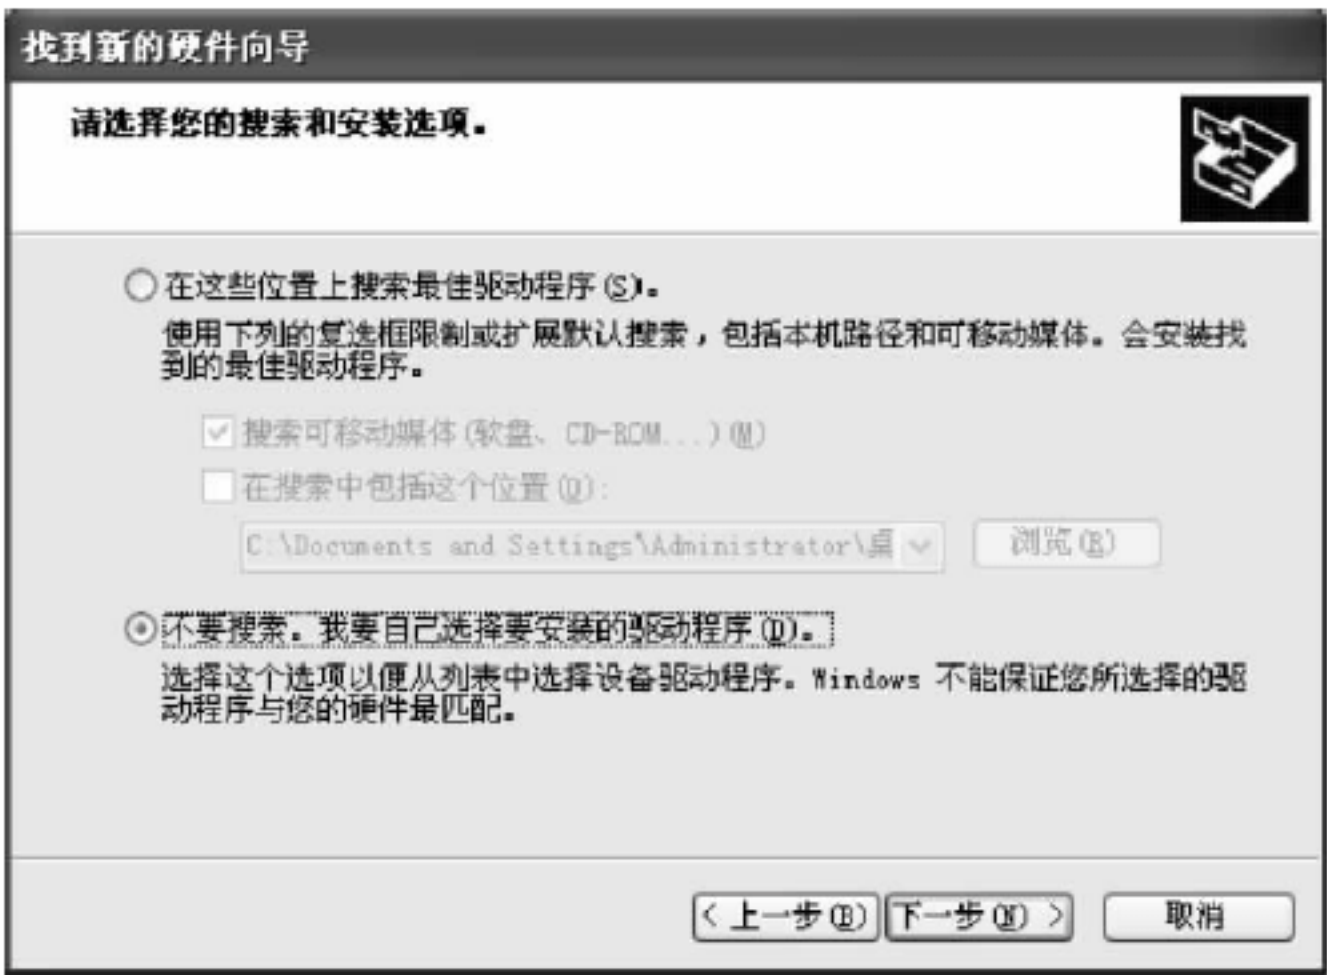 找到新的硬件向导
请选择您的搜索和安装选项。
在这些位置上搜索最佳驱动程序(S)。
使用下列的复选框限制或扩展默认搜索，包括本机路径和可移动媒体。会安装找
到的最佳驱动程序。
搜索可移动媒体(软盘、CD-ROM...)(M)
在搜索中包括这个位置(O):
C:\Documents and Settings\Administrator\桌
浏览(R)
不要搜索。我要自己选择要安装的驱动程序(D)。
选择这个选项以便从列表中选择设备驱动程序。Windows 不能保证您所选择的驱
动程序与您的硬件最匹配。
< 上一步(B) 下一步(N) > 取消